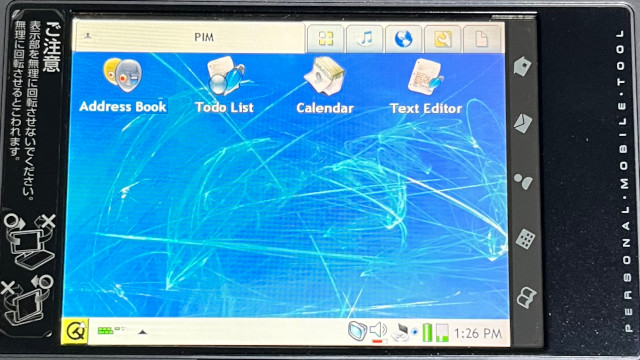 ご注意
表示部を無理に回転させないでください。
無理に回転させるとこわれます。
PIM
Address Book
Todo List
Calendar
Text Editor
1:26 PM
PERSONAL・MOBILE・TOOL